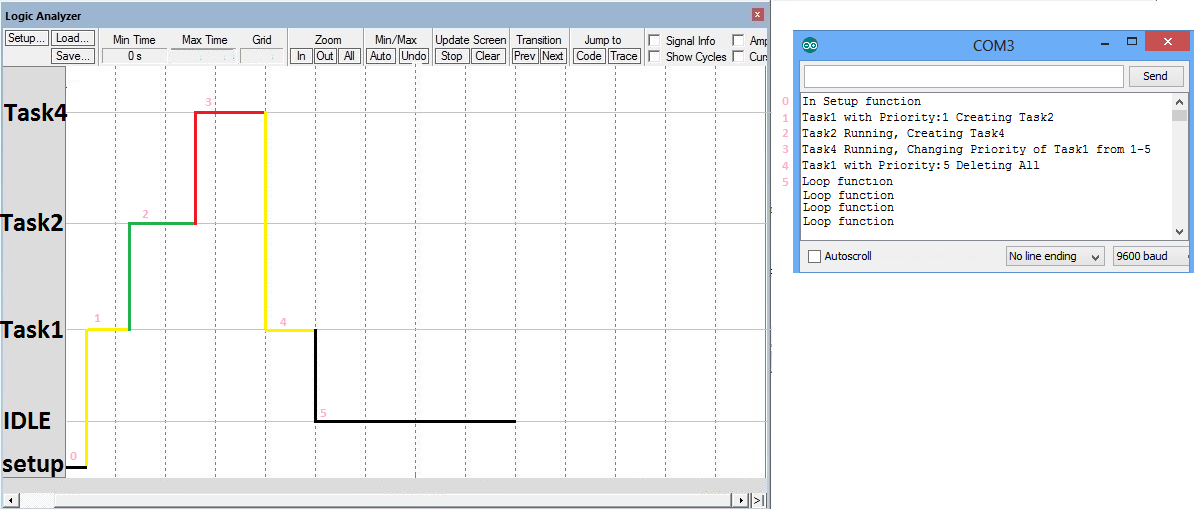 Logic Analyzer
Setup... Load... Min Time Max Time Grid Zoom Min/Max Update Screen Transition Jump to Signal Info Amp
Save... 0 s In Out All Auto Undo Stop Clear Prev Next Code Trace Show Cycles Curs
Task4
3
Task2
2
Task1
1
4
IDLE
5
setup
0
COM3
Send
0 In Setup function
1 Task1 with Priority:1 Creating Task2
2 Task2 Running, Creating Task4
3 Task4 Running, Changing Priority of Task1 from 1-5
4 Task1 with Priority:5 Deleting All
5 Loop function
Loop function
Loop function
Loop function
Autoscroll No line ending 9600 baud